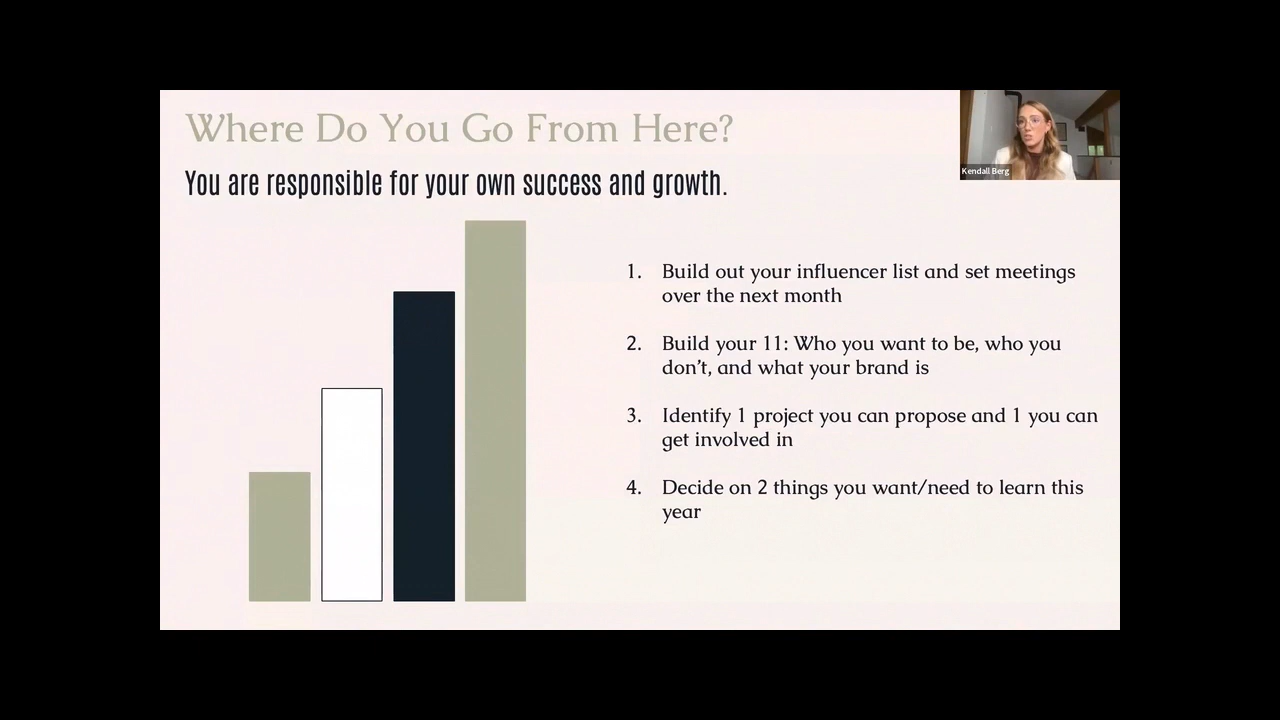 Where Do You Go From Here?
Kendall Berg
You are responsible for your own success and growth.
1. Build out your influencer list and set meetings
over the next month
2. Build your 11: Who you want to be, who you
don't, and what your brand is
3. Identify 1 project you can propose and 1 you can
get involved in
4. Decide on 2 things you want/need to learn this
year